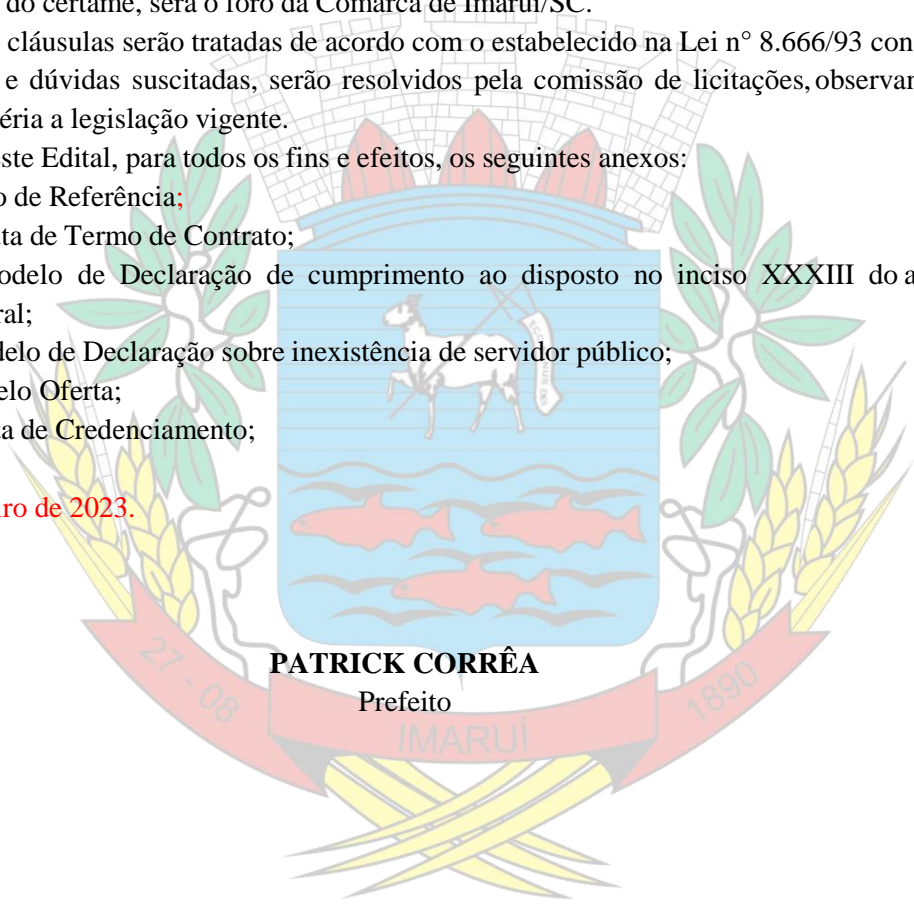 do certame, será o foro da Comarca de Imaruí/SC.
cláusulas serão tratadas de acordo com o estabelecido na Lei n° 8.666/93 con
e dúvidas suscitadas, serão resolvidos pela comissão de licitações, observan
éria a legislação vigente.
ste Edital, para todos os fins e efeitos, os seguintes anexos:
o de Referência;
ta de Termo de Contrato;
odelo de Declaração de cumprimento ao disposto no inciso XXXIII do a
ral;
delo de Declaração sobre inexistência de servidor público;
elo Oferta;
ta de Credenciamento;
iro de 2023.
PATRICK CORRÊA
Prefeito
27 - 08
IMARUÍ
1890